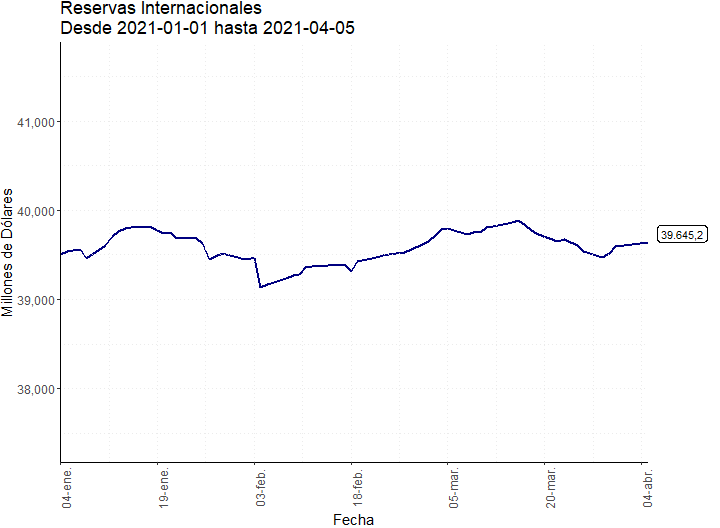 Reservas Internacionales
Desde 2021-01-01 hasta 2021-04-05
Millones de Dólares
41,000
40,000
39,000
38,000
39.645,2
04-ene.
19-ene.
03-feb.
18-feb.
05-mar.
20-mar.
04-abr.
Fecha